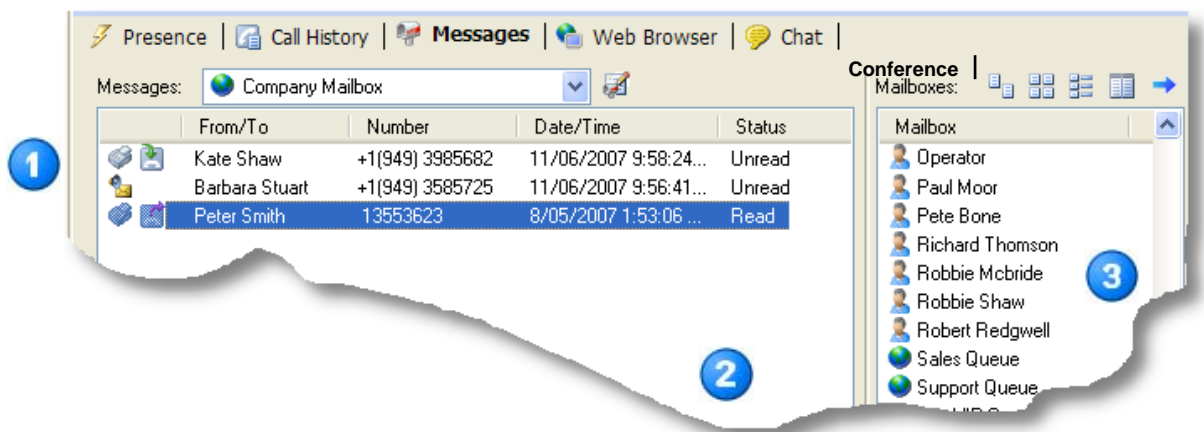 Presence | Call History | Messages | Web Browser | Chat |
Conference |
Messages: Company Mailbox
Mailboxes:
From/To Number Date/Time Status
Kate Shaw +1(949) 3985682 11/06/2007 9:58:24... Unread
Barbara Stuart +1(949) 3585725 11/06/2007 9:56:41... Unread
Peter Smith 13553623 8/05/2007 1:53:06 ... Read
Mailbox
Operator
Paul Moor
Pete Bone
Richard Thomson
Robbie Mcbride
Robbie Shaw
Robert Redgwell
Sales Queue
Support Queue
1
2
3